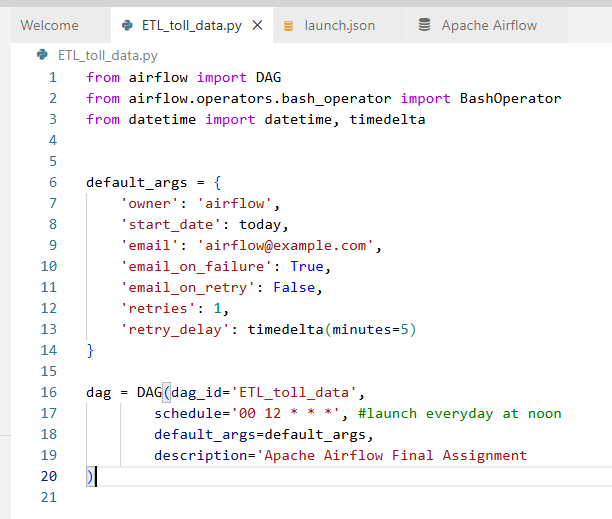 Welcome
ETL_toll_data.py
launch.json
Apache Airflow
ETL_toll_data.py
1 from airflow import DAG
2 from airflow.operators.bash_operator import BashOperator
3 from datetime import datetime, timedelta
4
5
6 default_args = {
7     'owner': 'airflow',
8     'start_date': today,
9     'email': 'airflow@example.com',
10     'email_on_failure': True,
11     'email_on_retry': False,
12     'retries': 1,
13     'retry_delay': timedelta(minutes=5)
14 }
15
16 dag = DAG(dag_id='ETL_toll_data',
17         schedule='00 12 * * *', #launch everyday at noon
18         default_args=default_args,
19         description='Apache Airflow Final Assignment
20 )
21